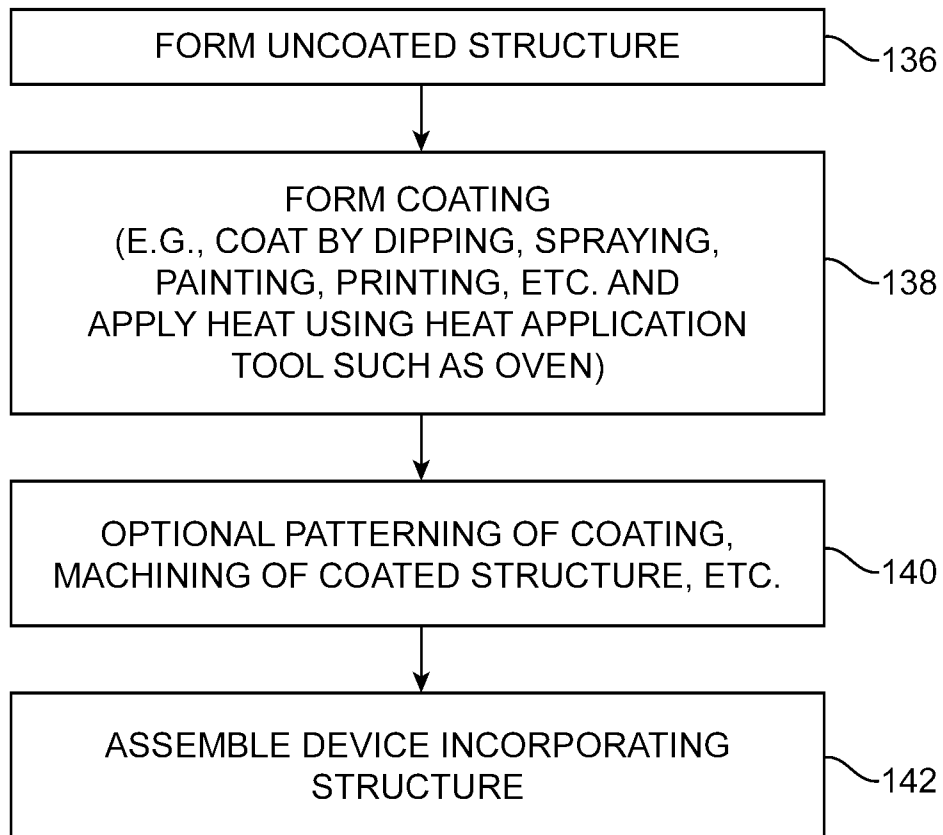 FORM UNCOATED STRUCTURE
136
FORM COATING
(E.G., COAT BY DIPPING, SPRAYING,
PAINTING, PRINTING, ETC. AND
APPLY HEAT USING HEAT APPLICATION
TOOL SUCH AS OVEN)
138
OPTIONAL PATTERNING OF COATING,
MACHINING OF COATED STRUCTURE, ETC.
140
ASSEMBLE DEVICE INCORPORATING
STRUCTURE
142